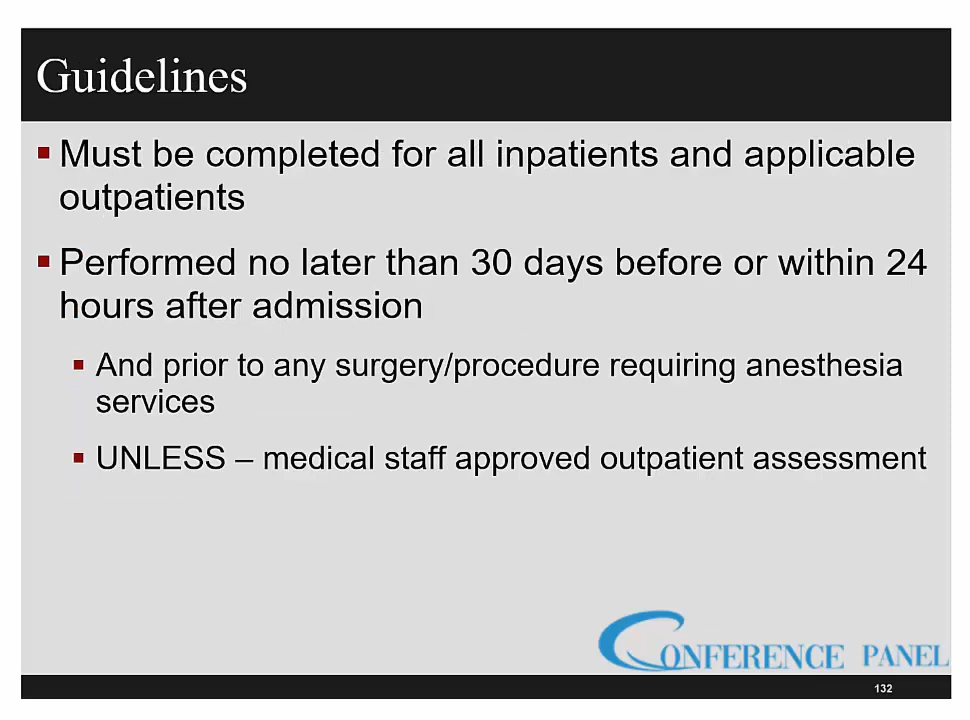 Guidelines
Must be completed for all inpatients and applicable
outpatients
Performed no later than 30 days before or within 24
hours after admission
And prior to any surgery/procedure requiring anesthesia
services
UNLESS – medical staff approved outpatient assessment
CONFERENCE PANEL
132